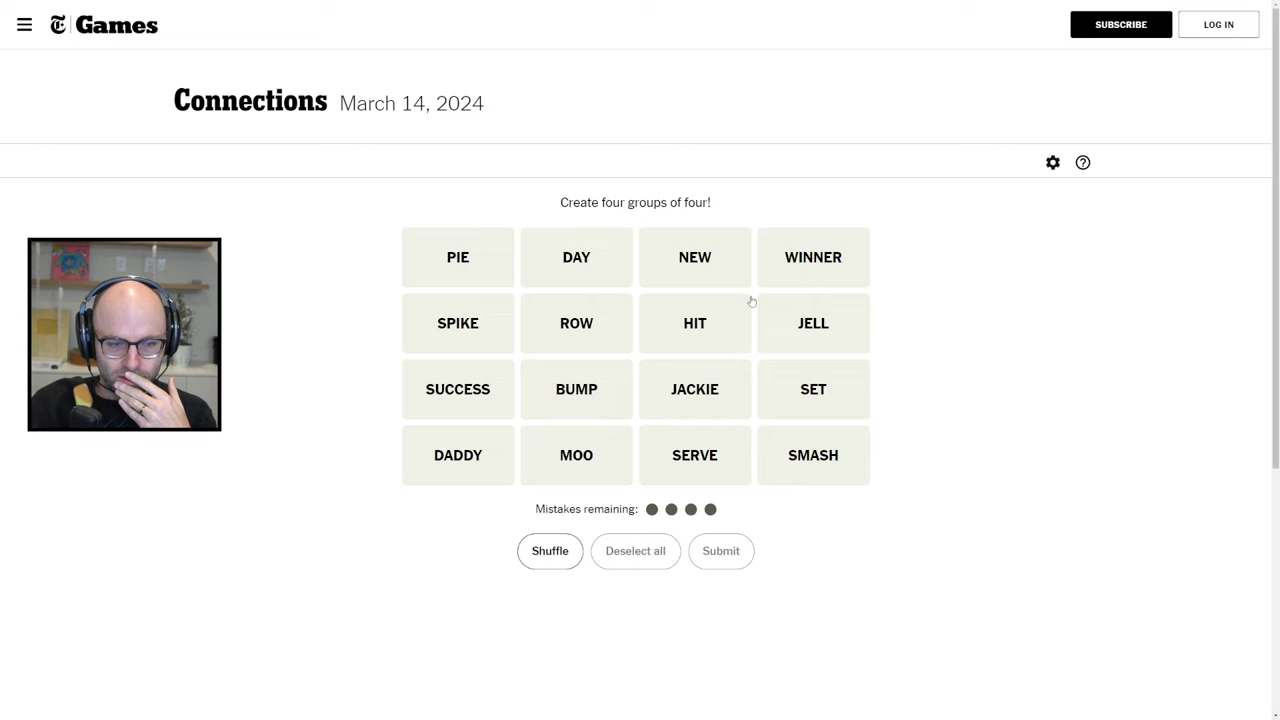 Games
SUBSCRIBE
LOG IN
Connections March 14, 2024
Create four groups of four!
PIE DAY NEW WINNER
SPIKE ROW HIT JELL
SUCCESS BUMP JACKIE SET
DADDY MOO SERVE SMASH
Mistakes remaining:
Shuffle Deselect all Submit